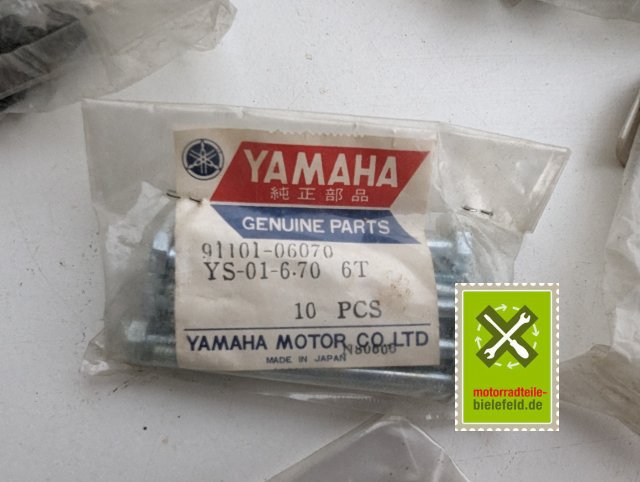 YAMAHA
純正部品
GENUINE PARTS
91101-06070
YS-01-6.70 6T
10 PCS
YAMAHA MOTOR CO.,LTD
MADE IN JAPAN
motorradteile-
bielefeld.de